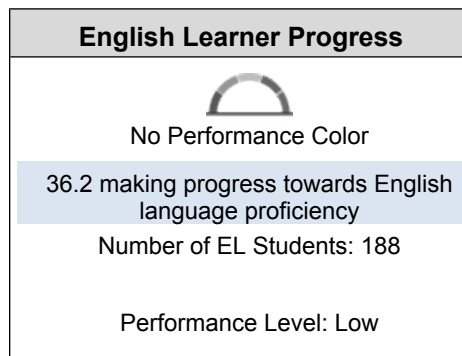 English Learner Progress
No Performance Color
36.2 making progress towards English
language proficiency
Number of EL Students: 188
Performance Level: Low